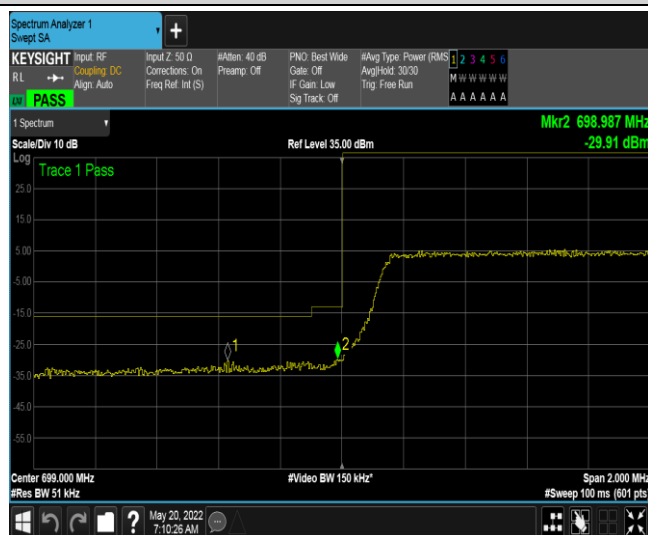 Spectrum Analyzer 1
Swept SA
+
KEYSIGHT
RL
LXI PASS
Input: RF
Coupling: DC
Align: Auto
Input Z: 50 Ω
Corrections: On
Freq Ref: Int (S)
#Atten: 40 dB
Preamp: Off
PNO: Best Wide
Gate: Off
IF Gain: Low
Sig Track: Off
#Avg Type: Power (RMS
Avg|Hold: 30/30
Trig: Free Run
1 2 3 4 5 6
M W W W W W
A A A A A A
1 Spectrum
Scale/Div 10 dB
Ref Level 35.00 dBm
Mkr2 698.987 MHz
-29.91 dBm
Log
Trace 1 Pass
25.0
15.0
5.00
-5.00
-15.0
-25.0
-35.0
-45.0
-55.0
1
2
Center 699.000 MHz
#Res BW 51 kHz
#Video BW 150 kHz*
Span 2.000 MHz
#Sweep 100 ms (601 pts)
?
May 20, 2022
7:10:26 AM